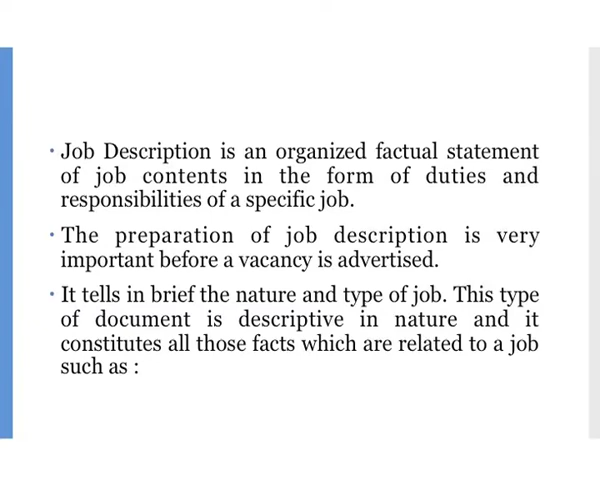 • Job Description is an organized factual statement
of job contents in the form of duties and
responsibilities of a specific job.
• The preparation of job description is very
important before a vacancy is advertised.
• It tells in brief the nature and type of job. This type
of document is descriptive in nature and it
constitutes all those facts which are related to a job
such as :